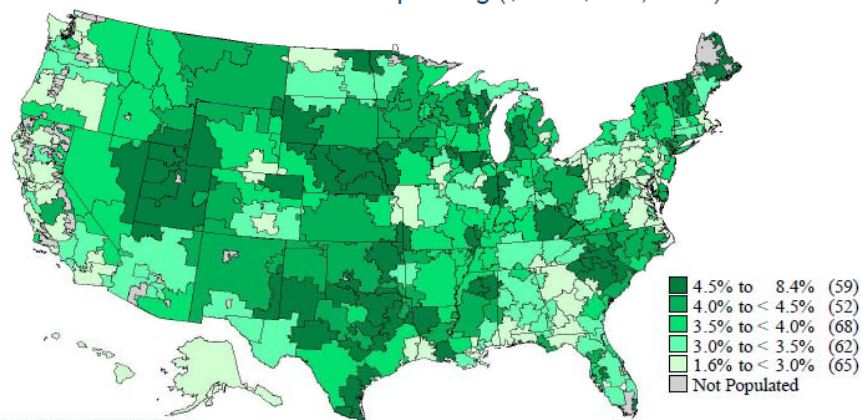 4.5% to 8.4% (59)
4.0% to < 4.5% (52)
3.5% to < 4.0% (68)
3.0% to < 3.5% (62)
1.6% to < 3.0% (65)
Not Populated